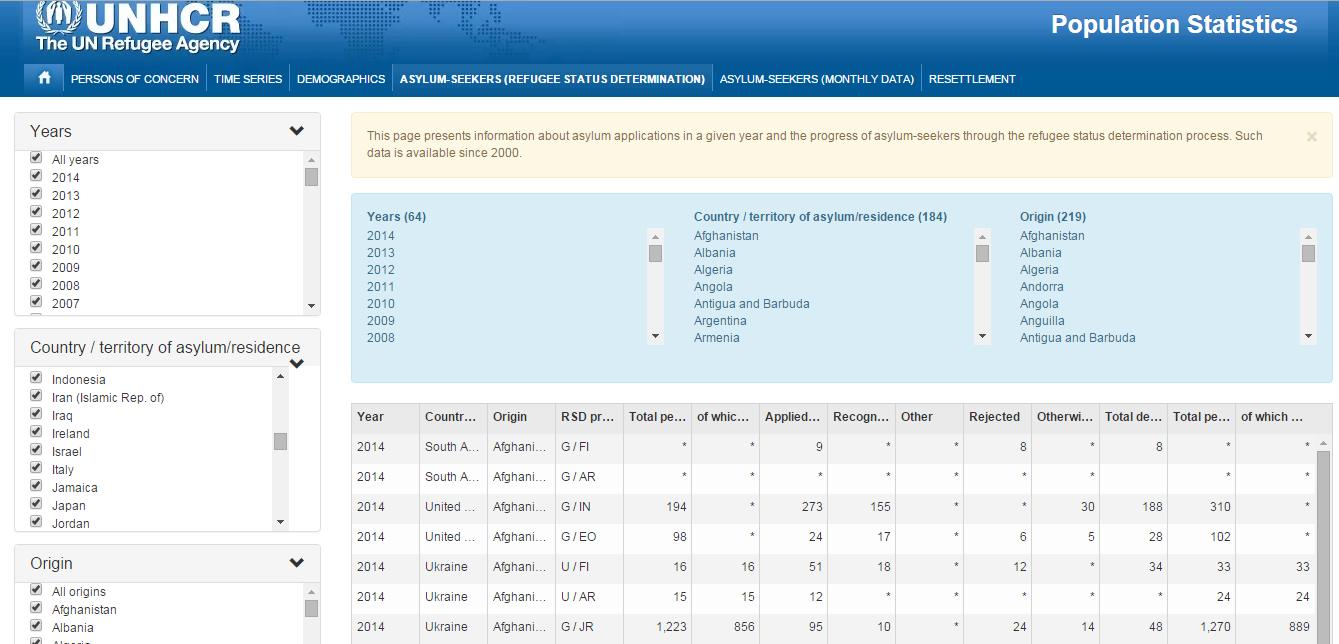 UNHCR
The UN Refugee Agency
Population Statistics
PERSONS OF CONCERN TIME SERIES DEMOGRAPHICS ASYLUM-SEEKERS (REFUGEE STATUS DETERMINATION) ASYLUM-SEEKERS (MONTHLY DATA) RESETTLEMENT
Years
All years
2014
2013
2012
2011
2010
2009
2008
2007
Country / territory of asylum/residence
Indonesia
Iran (Islamic Rep. of)
Iraq
Ireland
Israel
Italy
Jamaica
Japan
Jordan
Origin
All origins
Afghanistan
Albania
This page presents information about asylum applications in a given year and the progress of asylum-seekers through the refugee status determination process. Such
data is available since 2000.
×
Years (64)
2014
2013
2012
2011
2010
2009
2008
Country / territory of asylum/residence (184)
Afghanistan
Albania
Algeria
Angola
Antigua and Barbuda
Argentina
Armenia
Origin (219)
Afghanistan
Albania
Algeria
Andorra
Angola
Anguilla
Antigua and Barbuda
Year Countr... Origin RSD pr... Total pe... of whic... Applied... Recogn... Other Rejected Otherwi... Total de... Total pe... of which ...
2014 South A... Afghani... G / FI * * 9 * * 8 * 8 * *
2014 South A... Afghani... G / AR * * * * * * * * * *
2014 United ... Afghani... G / IN 194 * 273 155 * * 30 188 310 *
2014 United ... Afghani... G / EO 98 * 24 17 * 6 5 28 102 *
2014 Ukraine Afghani... U / FI 16 16 51 18 * 12 * 34 33 33
2014 Ukraine Afghani... U / AR 15 15 12 * * * * * 24 24
2014 Ukraine Afghani... G / JR 1,223 856 95 10 * 24 14 48 1,270 889